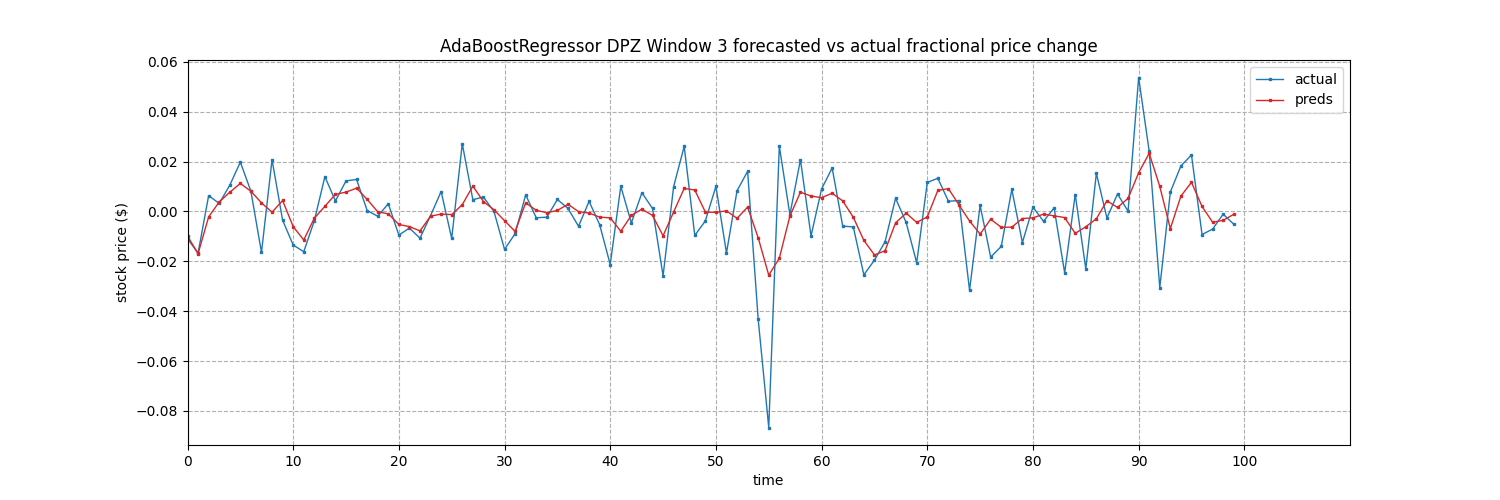 AdaBoostRegressor DPZ Window 3 forecasted vs actual fractional price change
actual
preds
0.06
0.04
0.02
0.00
−0.02
−0.04
−0.06
−0.08
stock price ($)
0 10 20 30 40 50 60 70 80 90 100
time